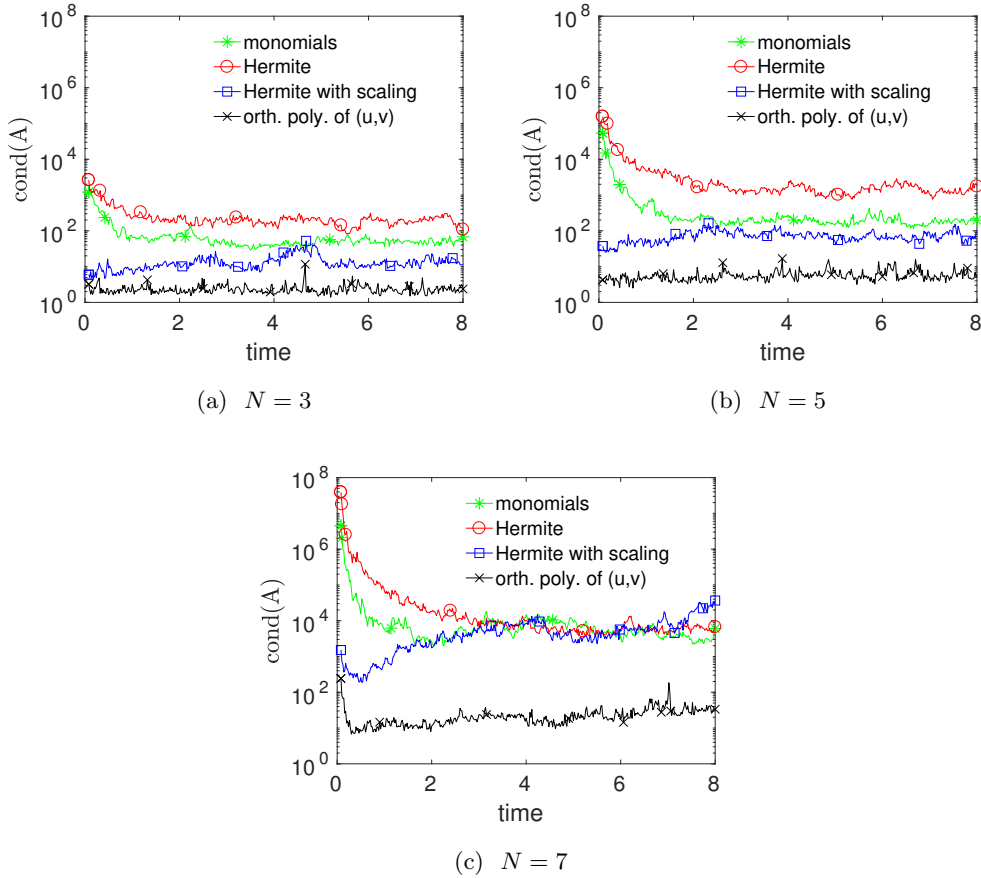 10^8
10^6
10^4
10^2
10^0
cond(A)
monomials
Hermite
Hermite with scaling
orth. poly. of (u,v)
0 2 4 6 8
time
(a) N = 3
10^8
10^6
10^4
10^2
10^0
cond(A)
monomials
Hermite
Hermite with scaling
orth. poly. of (u,v)
0 2 4 6 8
time
(b) N = 5
10^8
10^6
10^4
10^2
10^0
cond(A)
monomials
Hermite
Hermite with scaling
orth. poly. of (u,v)
0 2 4 6 8
time
(c) N = 7